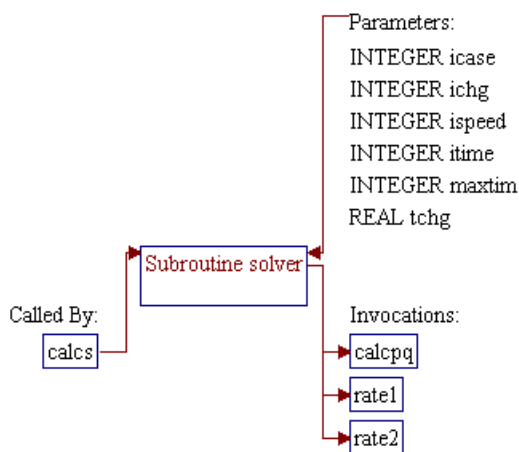 Parameters:
INTEGER icase
INTEGER ichg
INTEGER ispeed
INTEGER itime
INTEGER maxtim
REAL tchg
Subroutine solver
Called By:
calcs
Invocations:
calcpq
rate1
rate2